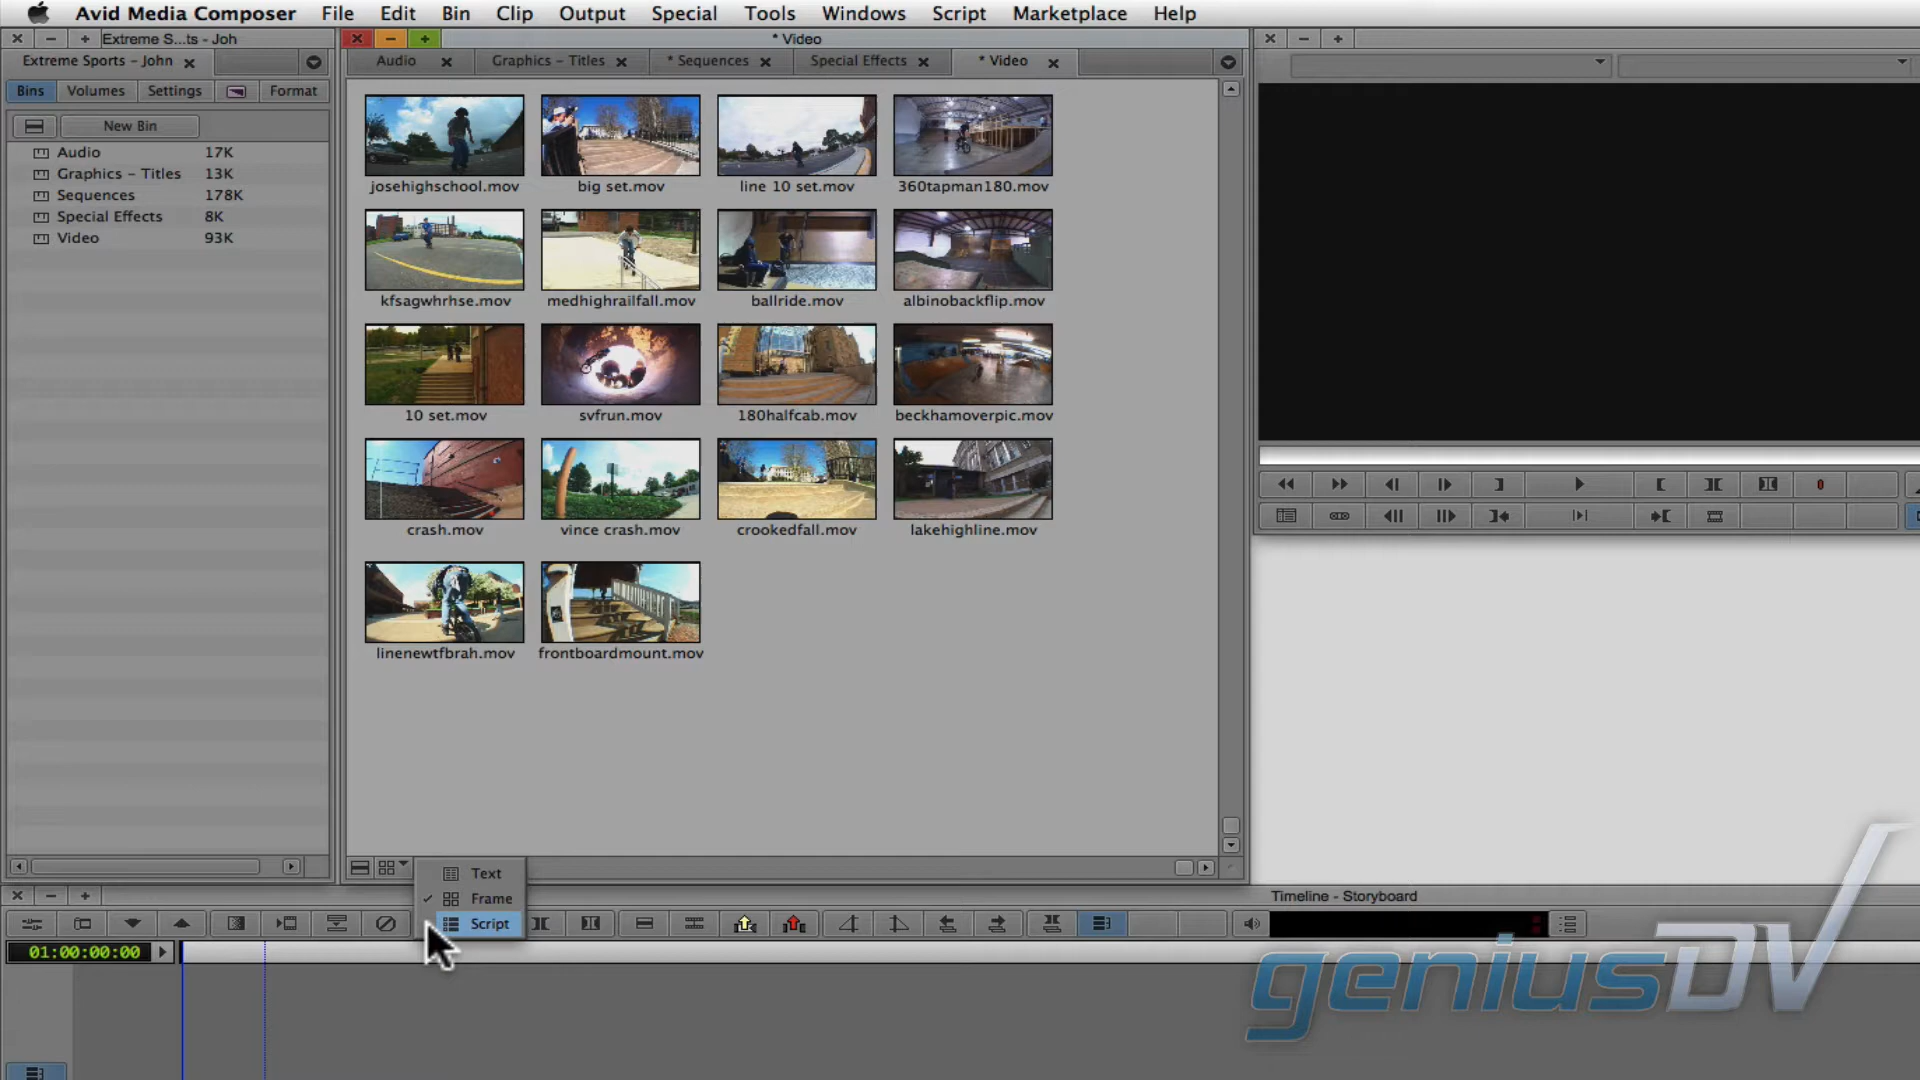 Avid Media Composer File Edit Bin Clip Output Special Tools Windows Script Marketplace Help
Extreme S...ts - Joh
* Video
Extreme Sports - John
Audio
Graphics - Titles
* Sequences
Special Effects
* Video
Bins Volumes Settings Format
New Bin
Audio 17K
Graphics - Titles 13K
Sequences 178K
Special Effects 8K
Video 93K
josehighschool.mov big set.mov line 10 set.mov 360tapman180.mov
kfsagwhrhse.mov medhighrailfall.mov ballride.mov albinobackflip.mov
10 set.mov svfrun.mov 180halfcab.mov beckhamoverpic.mov
crash.mov vince crash.mov crookedfall.mov lakehighline.mov
linenewtfbrah.mov frontboardmount.mov
Text
Frame
Script
Timeline - Storyboard
01:00:00:00
geniusDV